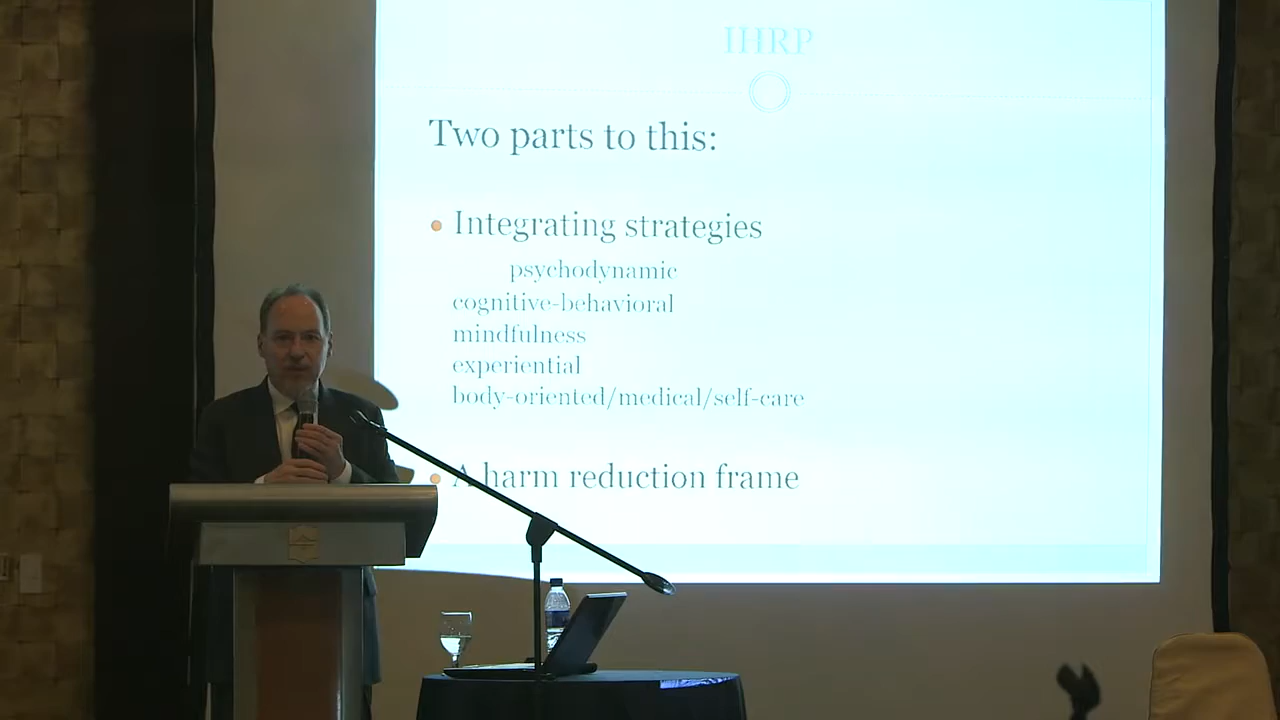 IHRP
Two parts to this:
Integrating strategies
psychodynamic
cognitive-behavioral
mindfulness
experiential
body-oriented/medical/self-care
A harm reduction frame